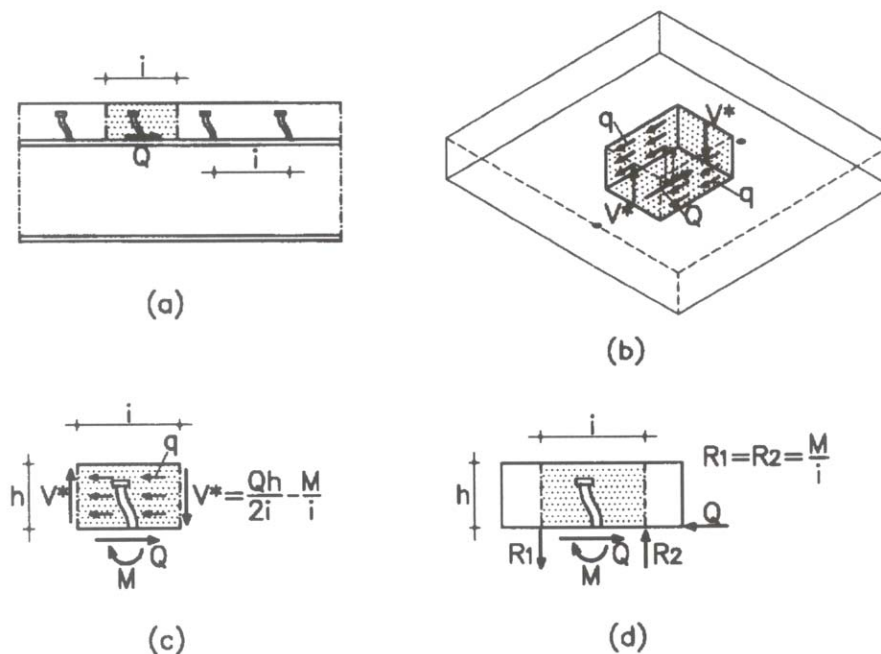 i
Q
i
(a)
q
V*
V*
Q
q
(b)
i
q
h
V*
V*=Qh/2i-M/i
Q
M
(c)
i
R1=R2=M/i
h
Q
R1
Q
R2
M
(d)